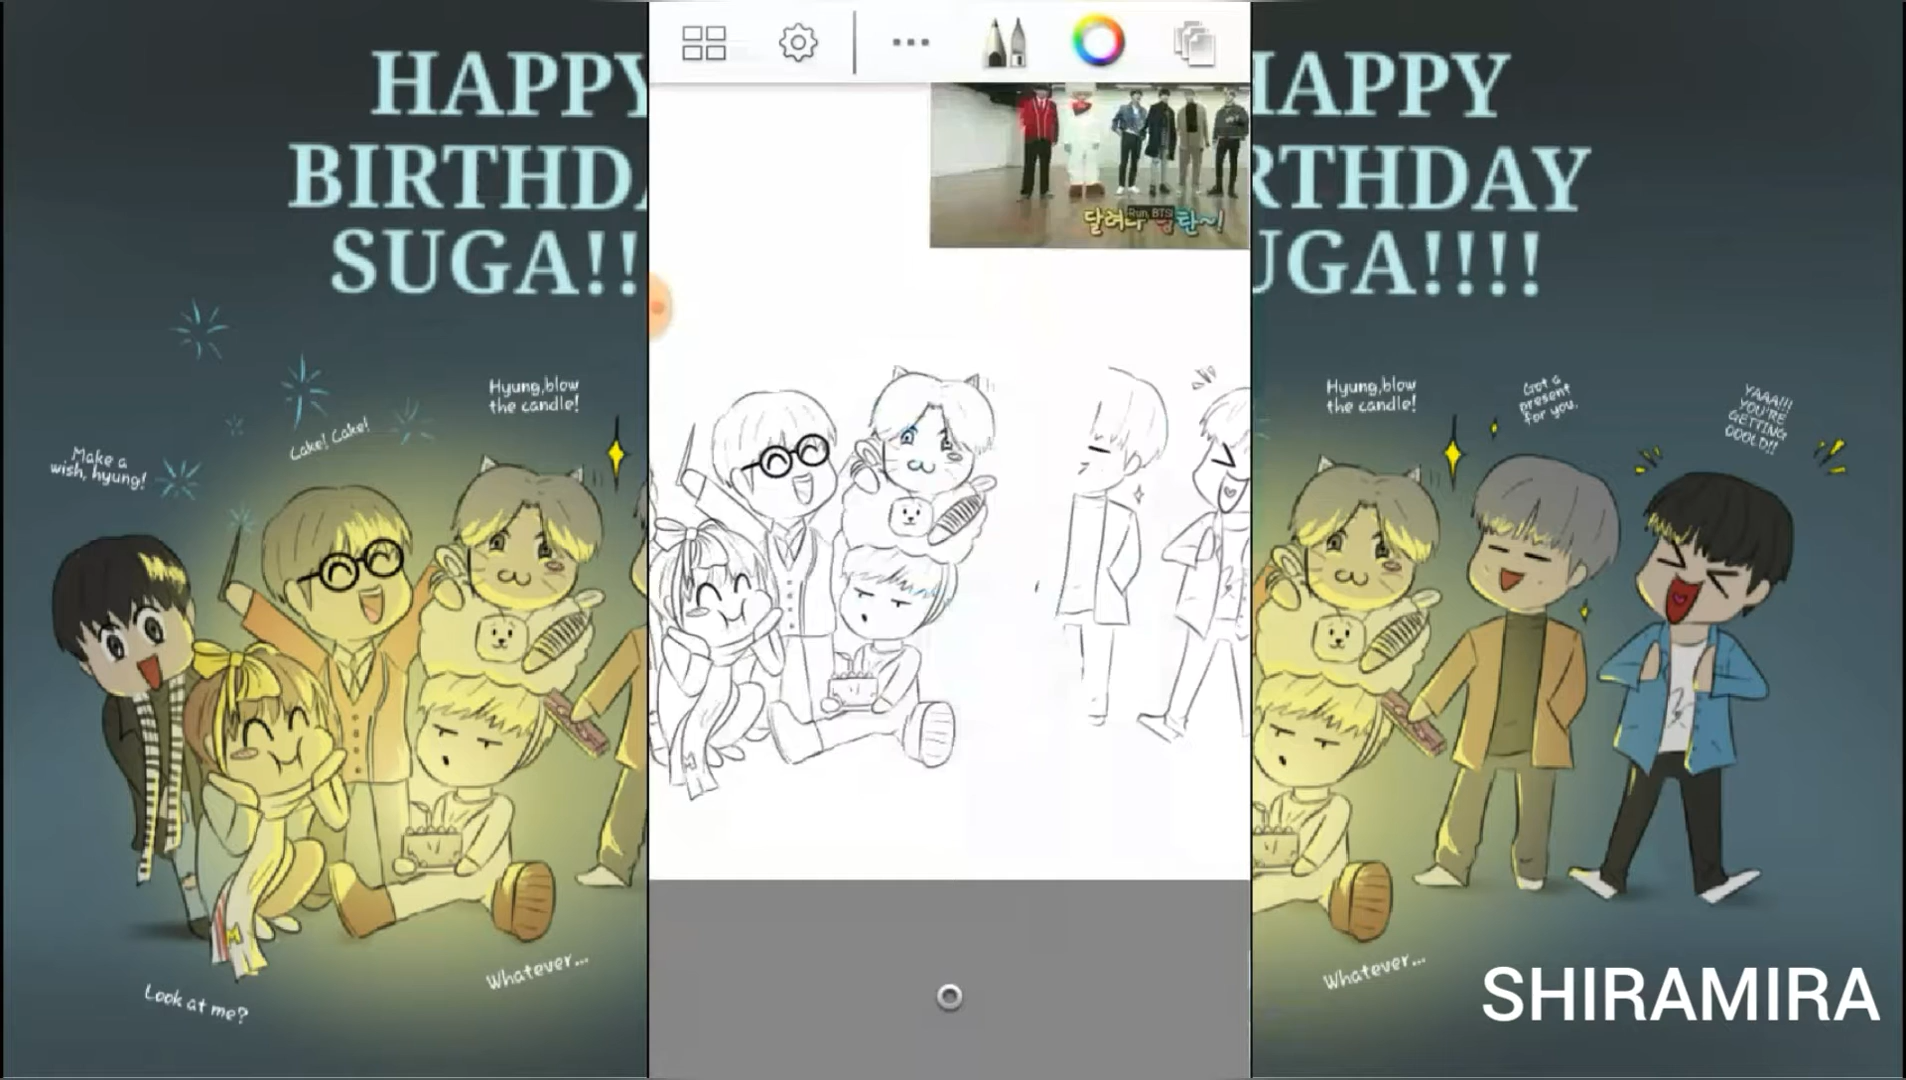 HAPPY
BIRTHDA
SUGA!!
Hyung,blow
the candle!
Cake! Cake!
Make a
wish, hyung!
Look at me?
Whatever...
M
Run, BTS!
달려라 방탄~!
HAPPY
RTHDAY
UGA!!!!
Hyung,blow
the candle!
Got a
present
for you.
YAAA!!!
YOU'RE
GETTING
OOOLD!!
Whatever...
SHIRAMIRA